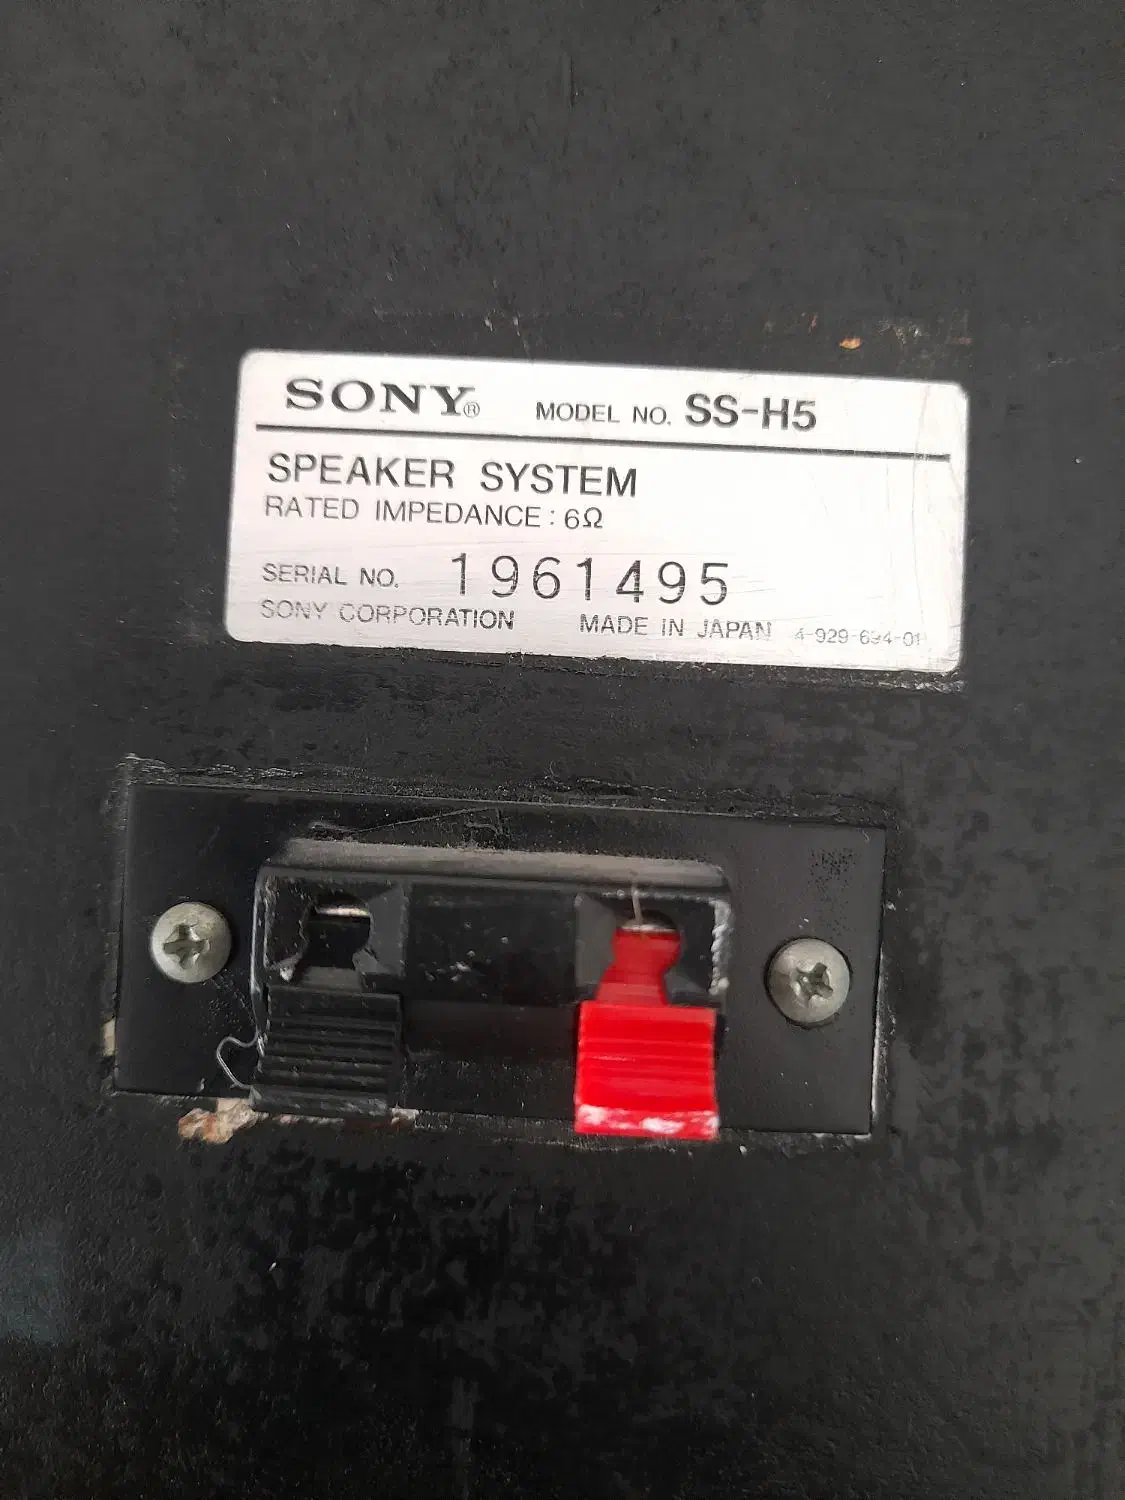 SONY® MODEL NO. SS-H5
SPEAKER SYSTEM
RATED IMPEDANCE : 6Ω
SERIAL NO. 1961495
SONY CORPORATION MADE IN JAPAN 4-929-694-01